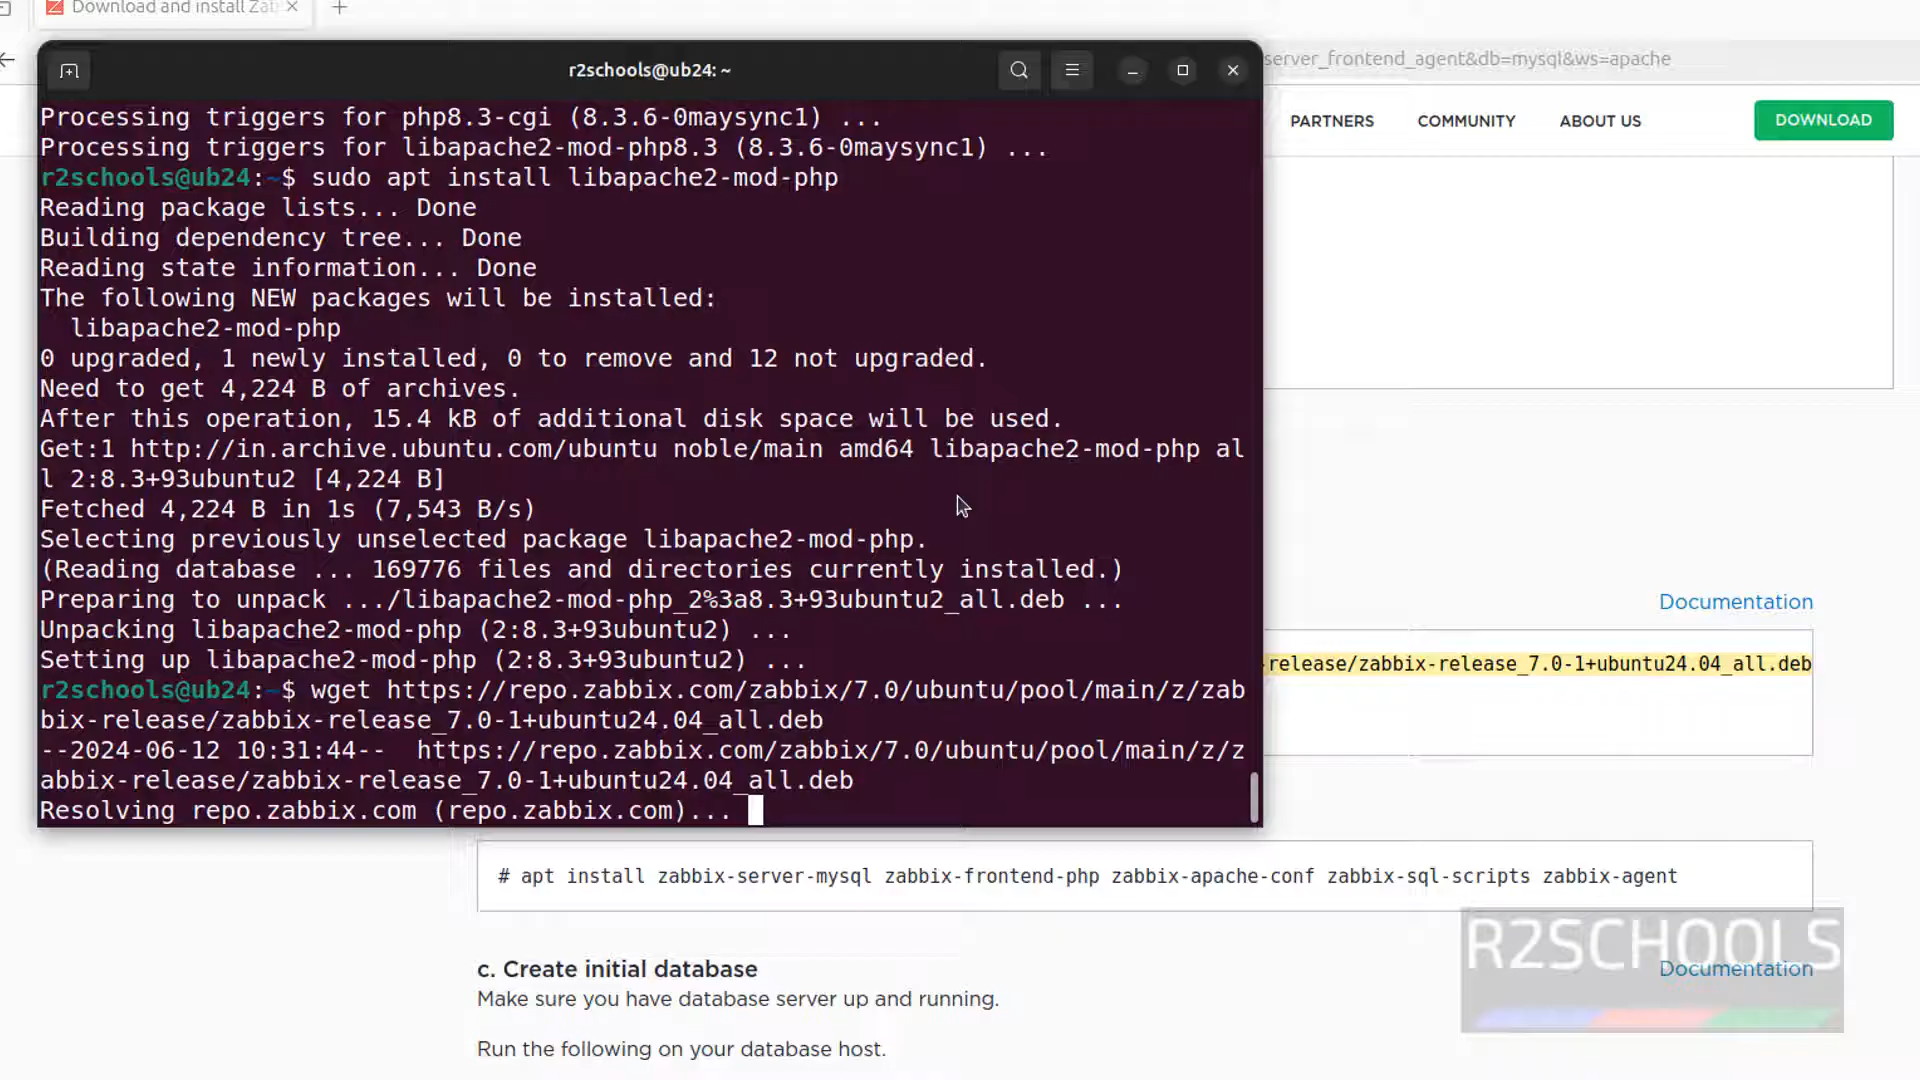 Download and install Zab
r2schools@ub24: ~
server_frontend_agent&db=mysql&ws=apache
PARTNERS COMMUNITY ABOUT US DOWNLOAD
Processing triggers for php8.3-cgi (8.3.6-0maysync1) ...
Processing triggers for libapache2-mod-php8.3 (8.3.6-0maysync1) ...
r2schools@ub24:~$ sudo apt install libapache2-mod-php
Reading package lists... Done
Building dependency tree... Done
Reading state information... Done
The following NEW packages will be installed:
libapache2-mod-php
0 upgraded, 1 newly installed, 0 to remove and 12 not upgraded.
Need to get 4,224 B of archives.
After this operation, 15.4 kB of additional disk space will be used.
Get:1 http://in.archive.ubuntu.com/ubuntu noble/main amd64 libapache2-mod-php al
l 2:8.3+93ubuntu2 [4,224 B]
Fetched 4,224 B in 1s (7,543 B/s)
Selecting previously unselected package libapache2-mod-php.
(Reading database ... 169776 files and directories currently installed.)
Preparing to unpack .../libapache2-mod-php_2%3a8.3+93ubuntu2_all.deb ...
Unpacking libapache2-mod-php (2:8.3+93ubuntu2) ...
Setting up libapache2-mod-php (2:8.3+93ubuntu2) ...
r2schools@ub24:~$ wget https://repo.zabbix.com/zabbix/7.0/ubuntu/pool/main/z/zab
bix-release/zabbix-release_7.0-1+ubuntu24.04_all.deb
--2024-06-12 10:31:44-- https://repo.zabbix.com/zabbix/7.0/ubuntu/pool/main/z/z
abbix-release/zabbix-release_7.0-1+ubuntu24.04_all.deb
Resolving repo.zabbix.com (repo.zabbix.com)...
Documentation
-release/zabbix-release_7.0-1+ubuntu24.04_all.deb
# apt install zabbix-server-mysql zabbix-frontend-php zabbix-apache-conf zabbix-sql-scripts zabbix-agent
R2SCHOOLS
c. Create initial database
Documentation
Make sure you have database server up and running.
Run the following on your database host.